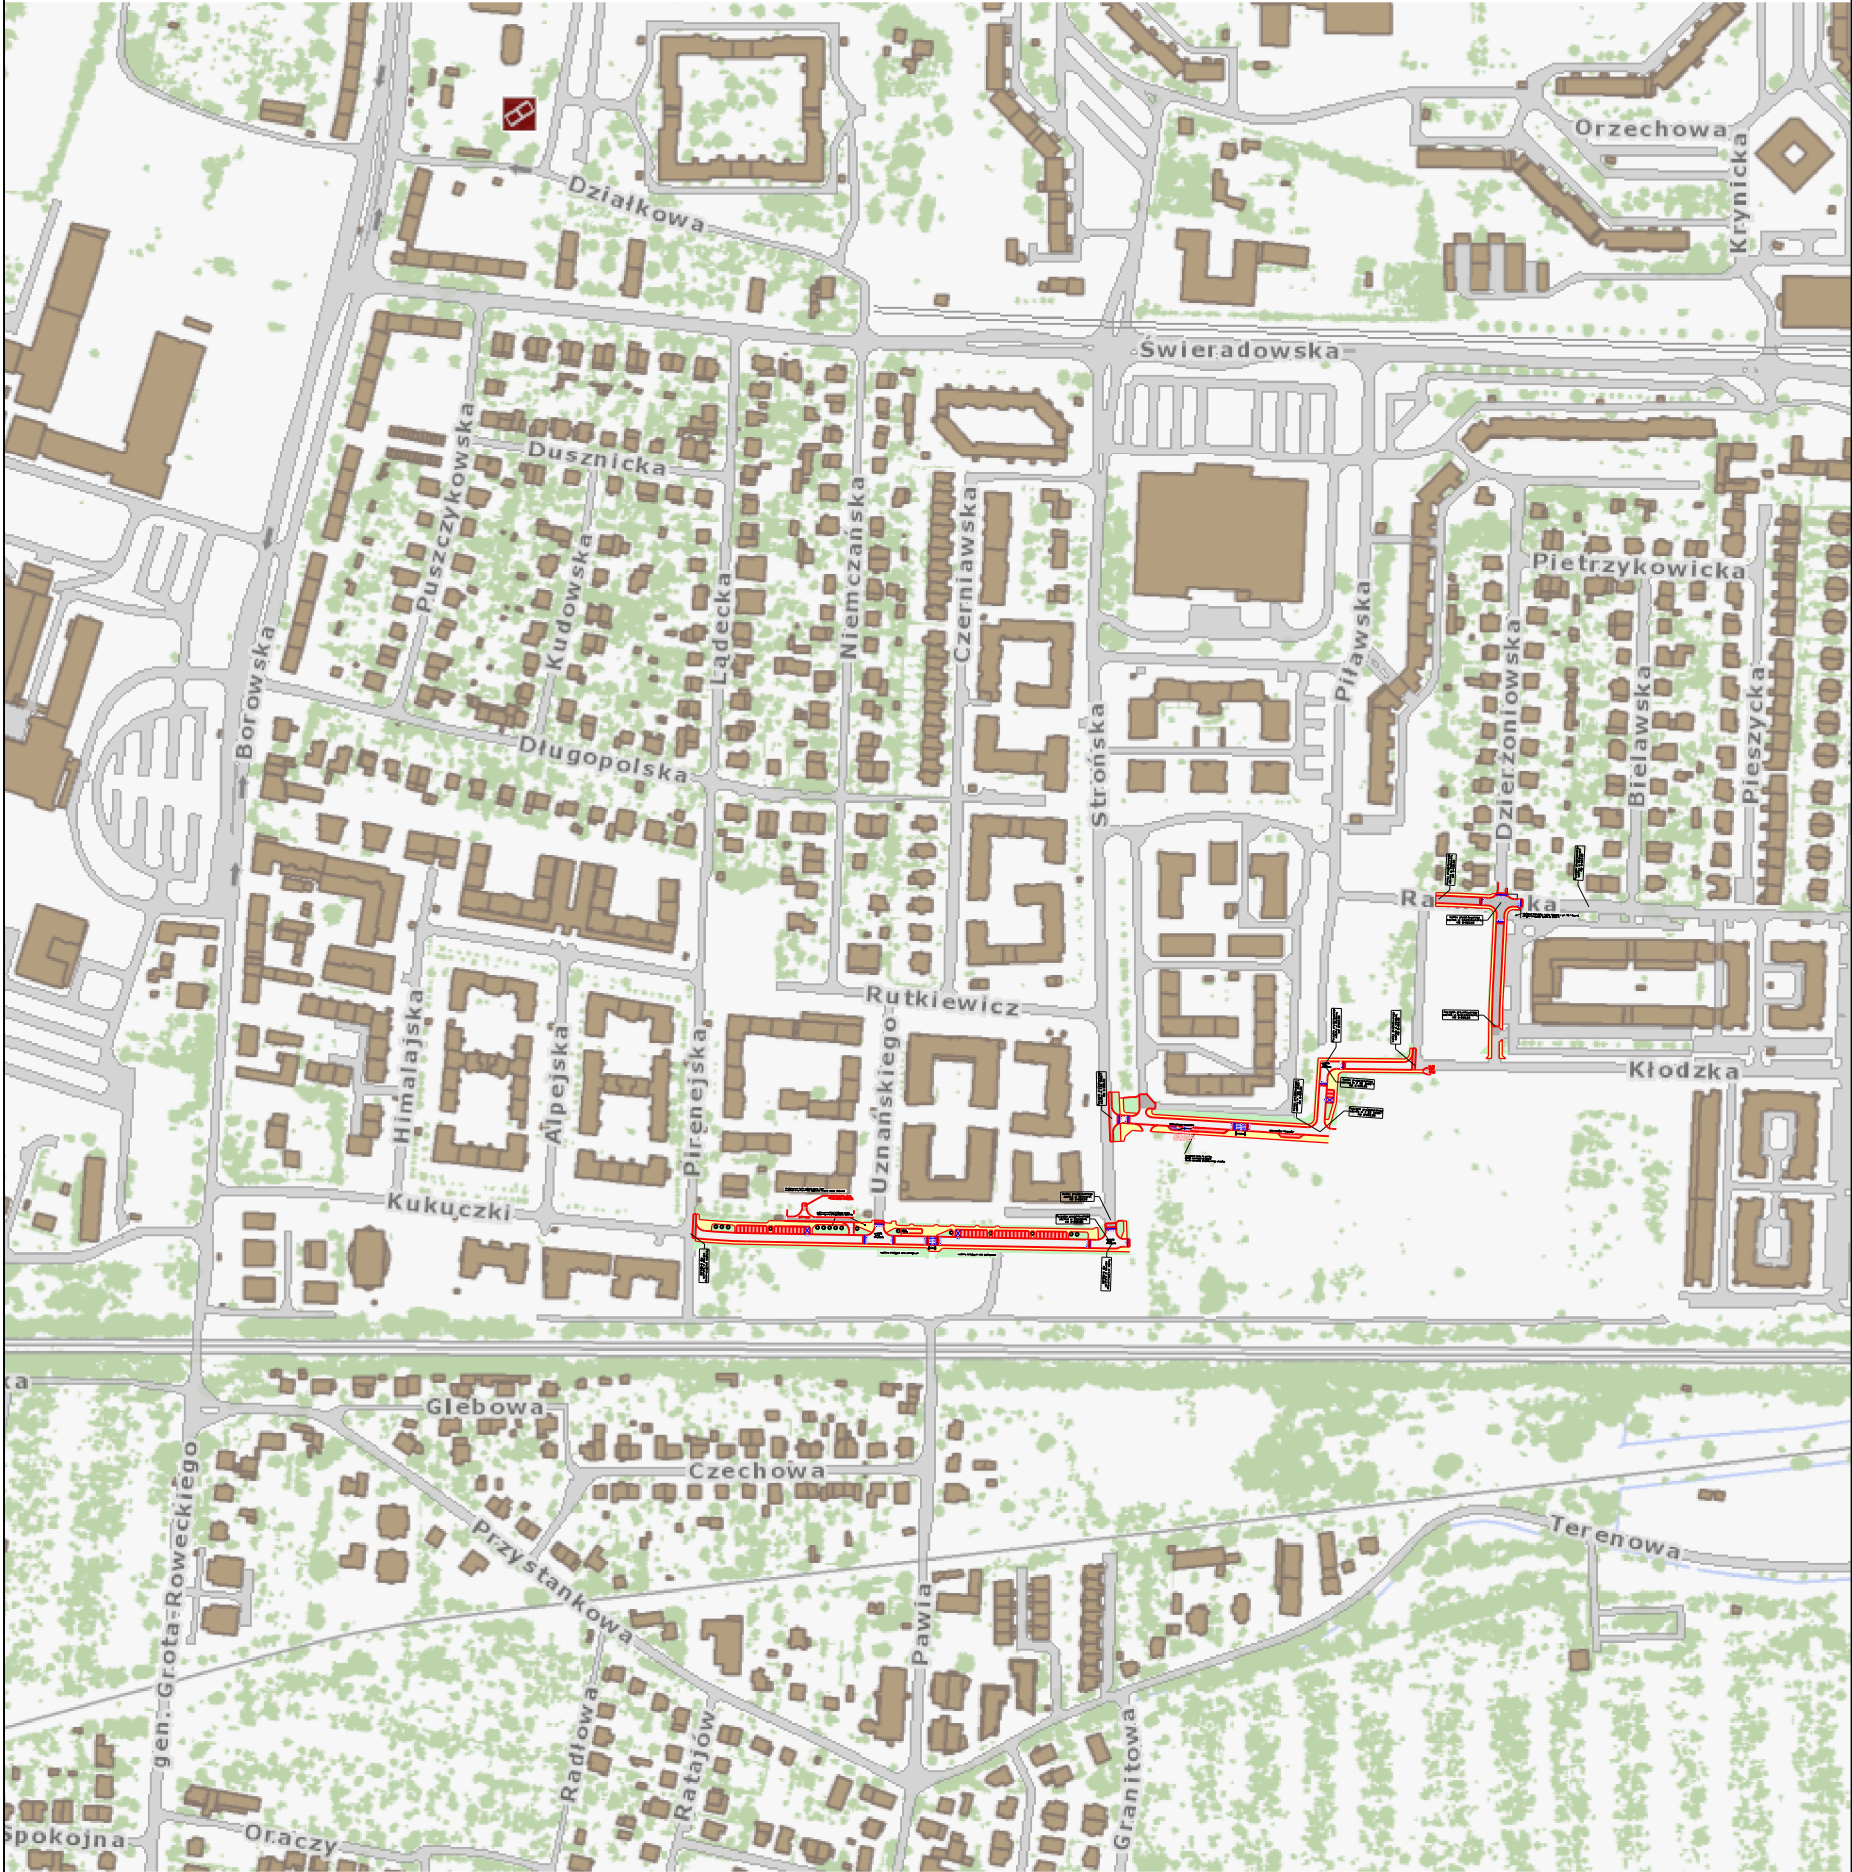 Orzechowa
Krynicka
Działkowa
Świeradowska
Puszczykowska
Dusznicka
Kudowska
Lądecka
Niemczańska
Czerniawska
Pietrzykowicka
Piławska
Dzierżoniowska
Bielawska
Pieszycka
Borowska
Długopolska
Strońska
Rutkiewicz
Himalajska
Alpejska
Pirenejska
Uznańskiego
Kłodzka
Kukuczki
ka
Glebowa
Czechowa
gen. Grota-Roweckiego
Przystankowa
Terenowa
Pawia
Radłowa
Ratajów
Granitowa
Spokojna
Oraczy